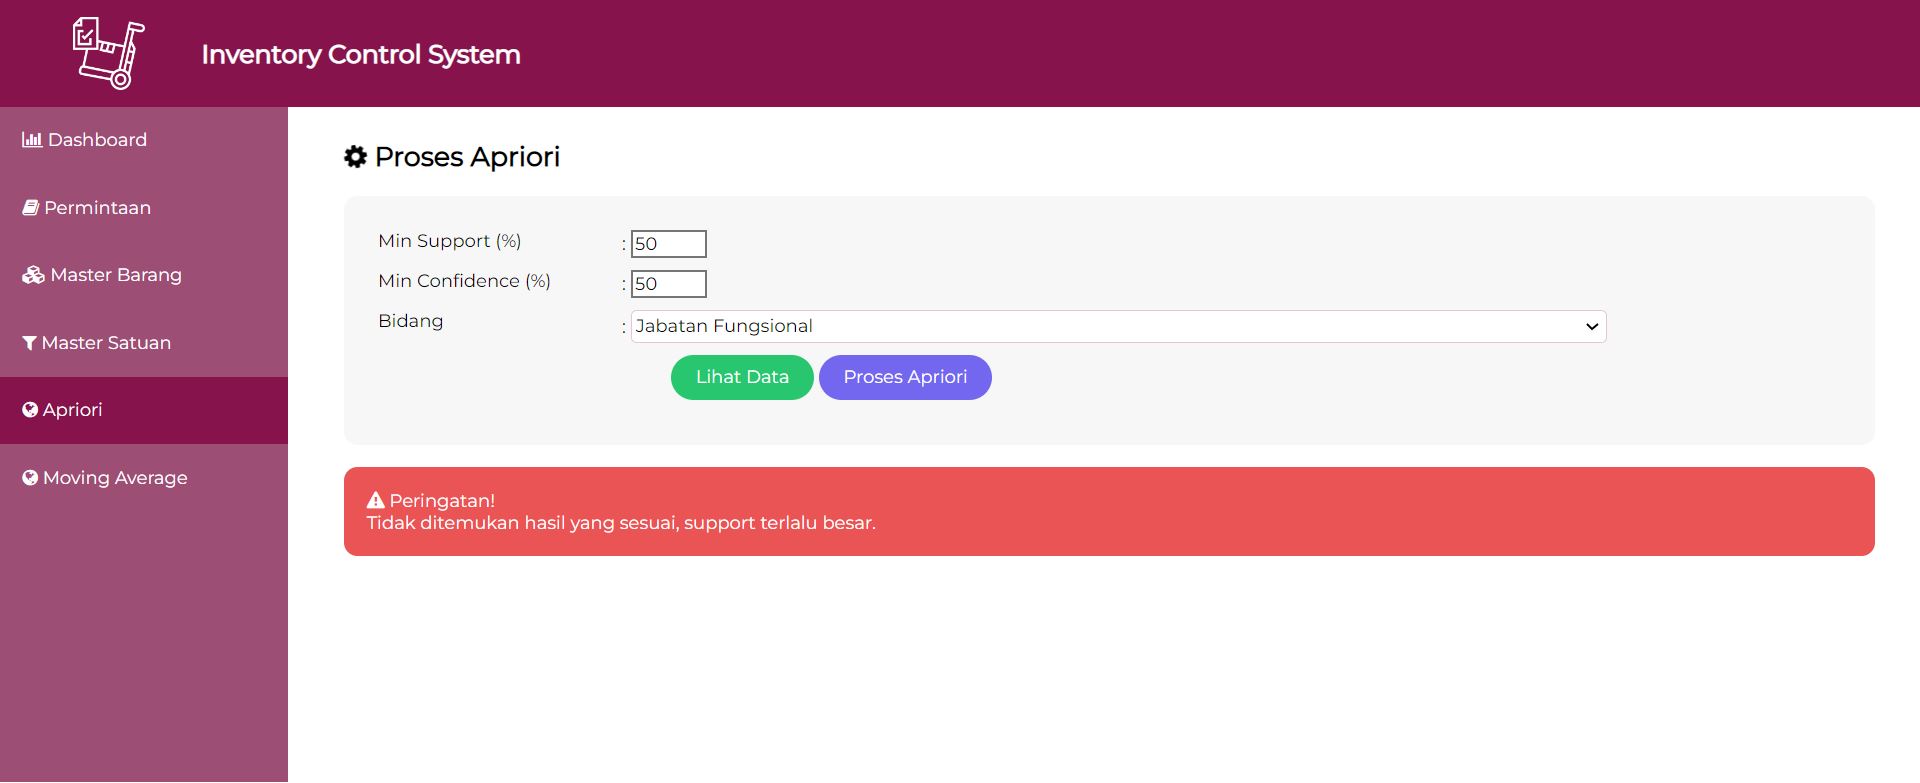 Inventory Control System
Dashboard
Permintaan
Master Barang
Master Satuan
Apriori
Moving Average
Proses Apriori
Min Support (%) : 50
Min Confidence (%) : 50
Bidang : Jabatan Fungsional
Lihat Data Proses Apriori
Peringatan!
Tidak ditemukan hasil yang sesuai, support terlalu besar.